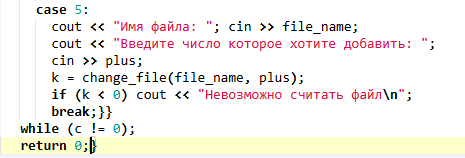 case 5:
cout << "Имя файла: "; cin >> file_name;
cout << "Введите число которое хотите добавить: ";
cin >> plus;
k = change_file(file_name, plus);
if (k < 0) cout << "Невозможно считать файл\n";
break;}}
while (c != 0);
return 0;}